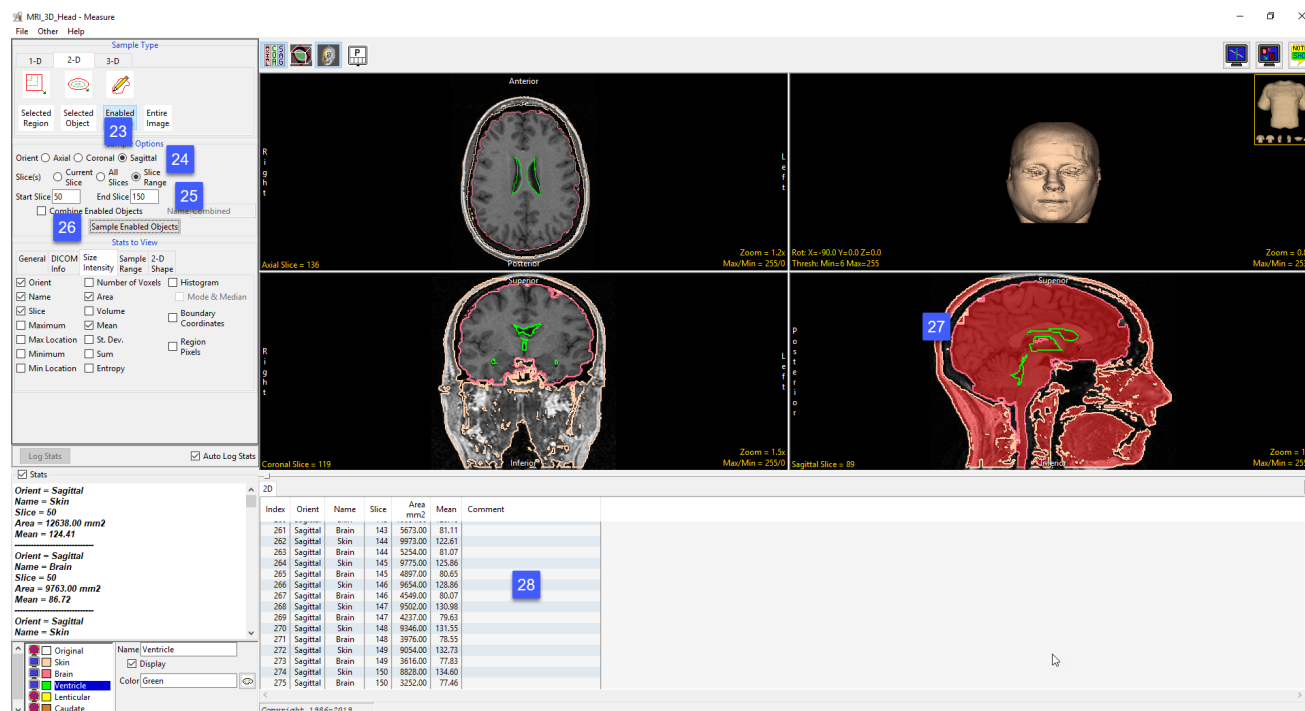 MRI_3D_Head - Measure
File Other Help
Sample Type
1-D 2-D 3-D
Selected Region
Selected Object
Enabled
Entire Image
23
Options
Orient Axial Coronal Sagittal
24
Slice(s) Current Slice All Slices Slice Range
Start Slice 50 End Slice 150
25
Combine Enabled Objects
26
Sample Enabled Objects
Stats to View
General DICOM Info Size Intensity Sample Range 2-D Shape
Orient Number of Voxels Histogram
Name Area Mode & Median
Slice Volume Boundary Coordinates
Maximum Mean
Max Location St. Dev. Region Pixels
Minimum Sum
Min Location Entropy
Log Stats Auto Log Stats
Stats
Orient = Sagittal
Name = Skin
Slice = 50
Area = 12638.00 mm2
Mean = 124.41
Orient = Sagittal
Name = Brain
Slice = 50
Area = 9763.00 mm2
Mean = 86.72
Orient = Sagittal
Name = Skin
Original
Skin
Brain
Ventricle
Lenticular
Caudate
Name Ventricle
Display
Color Green
P
Anterior
Right
Left
Posterior
Axial Slice = 136
Zoom = 1.2x
Max/Min = 255/0
Rot: X=-90.0 Y=0.0 Z=0.0
Thresh: Min=6 Max=255
Superior
Right
Left
Inferior
Coronal Slice = 119
Zoom = 1.5x
Max/Min = 255/0
Superior
Posterior
27
Inferior
Sagittal Slice = 89
2D
Index Orient Name Slice Area mm2 Mean Comment
261 Sagittal Brain 143 5673.00 81.11
262 Sagittal Skin 144 9973.00 122.61
263 Sagittal Brain 144 5254.00 81.07
264 Sagittal Skin 145 9775.00 125.86
265 Sagittal Brain 145 4897.00 80.65
266 Sagittal Skin 146 9654.00 128.86
267 Sagittal Brain 146 4549.00 80.07
268 Sagittal Skin 147 9502.00 130.98
269 Sagittal Brain 147 4237.00 79.63
270 Sagittal Skin 148 9346.00 131.55
271 Sagittal Brain 148 3976.00 78.55
272 Sagittal Skin 149 9054.00 132.73
273 Sagittal Brain 149 3616.00 77.83
274 Sagittal Skin 150 8828.00 134.60
275 Sagittal Brain 150 3252.00 77.46
28
Copyright 1986-2019